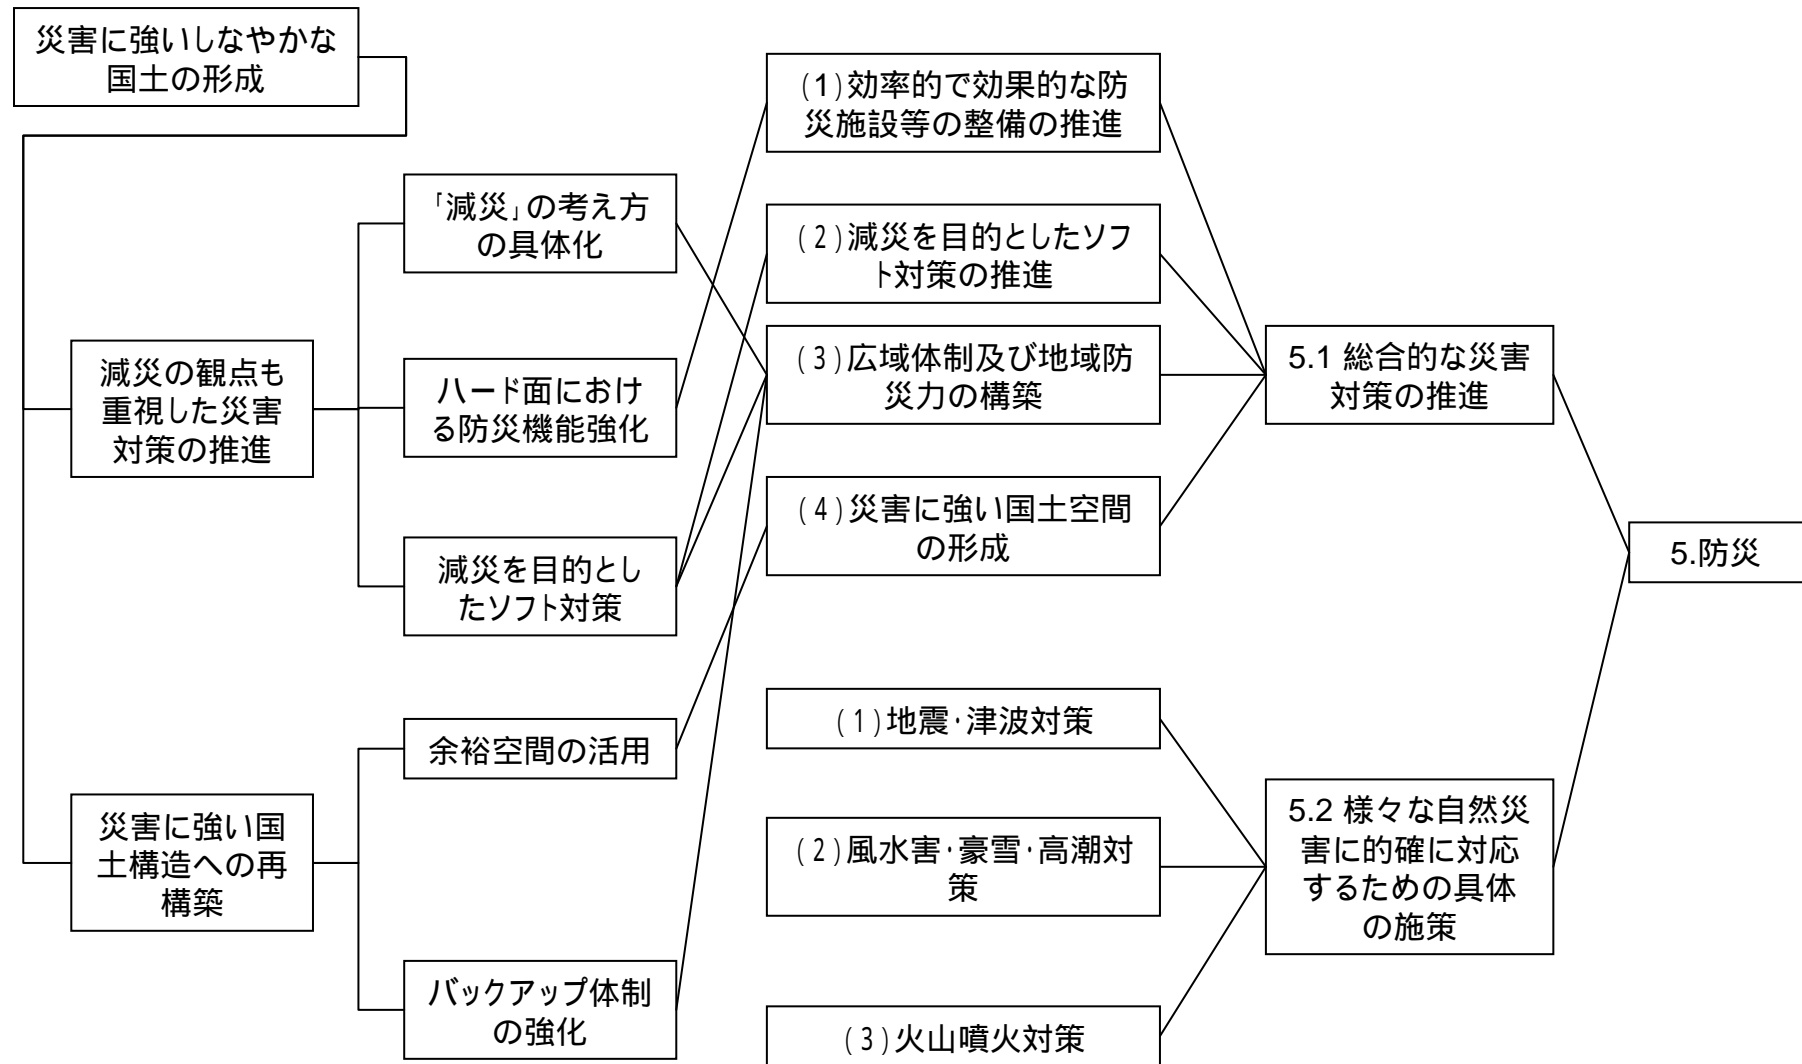 災害に強いしなやかな
国土の形成
減災の観点も
重視した災害
対策の推進
災害に強い国
土構造への再
構築
「減災」の考え方
の具体化
ハード面におけ
る防災機能強化
減災を目的とし
たソフト対策
余裕空間の活用
バックアップ体制
の強化
(1)効率的で効果的な防
災施設等の整備の推進
(2)減災を目的としたソフ
ト対策の推進
(3)広域体制及び地域防
災力の構築
(4)災害に強い国土空間
の形成
(1)地震・津波対策
(2)風水害・豪雪・高潮対
策
(3)火山噴火対策
5.1 総合的な災害
対策の推進
5.2 様々な自然災
害に的確に対応
するための具体
の施策
5.防災